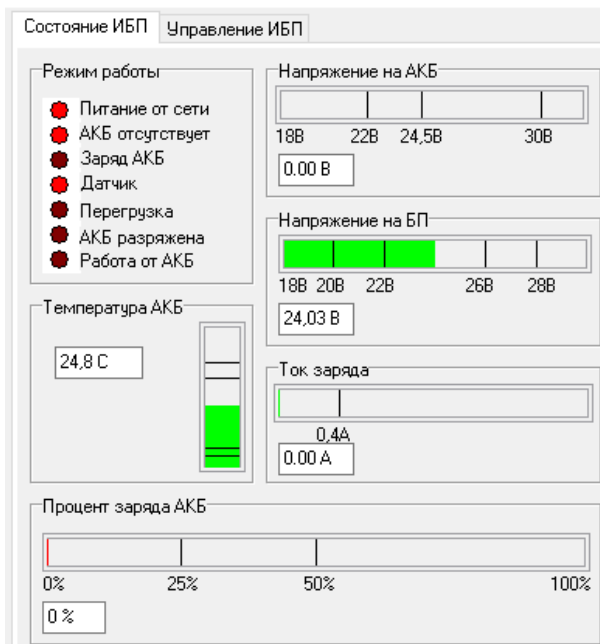 Состояние ИБП Управление ИБП
Режим работы
Питание от сети
АКБ отсутствует
Заряд АКБ
Датчик
Перегрузка
АКБ разряжена
Работа от АКБ
Напряжение на АКБ
18В 22В 24,5В 30В
0.00 В
Напряжение на БП
18В 20В 22В 26В 28В
24,03 В
Температура АКБ
24,8 С
Ток заряда
0,4А
0.00 А
Процент заряда АКБ
0% 25% 50% 100%
0 %